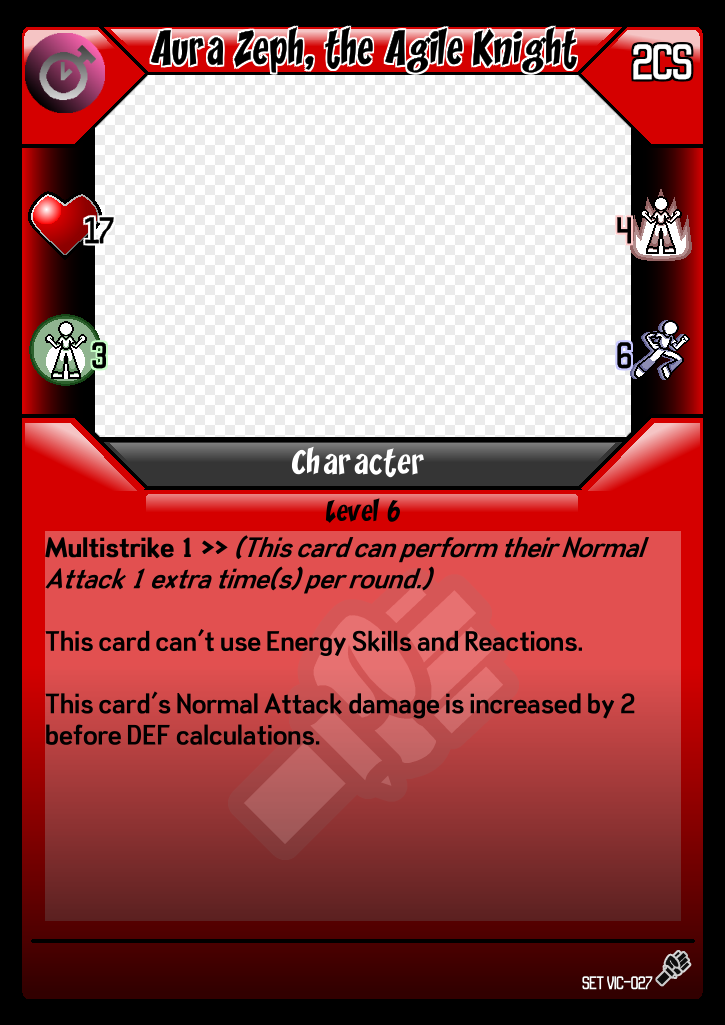 Aura Zeph, the Agile Knight
2CS
17
4
3
6
Character
Level 6
Multistrike 1 >> (This card can perform their Normal
Attack 1 extra time(s) per round.)
This card can't use Energy Skills and Reactions.
This card's Normal Attack damage is increased by 2
before DEF calculations.
SET VIC-027